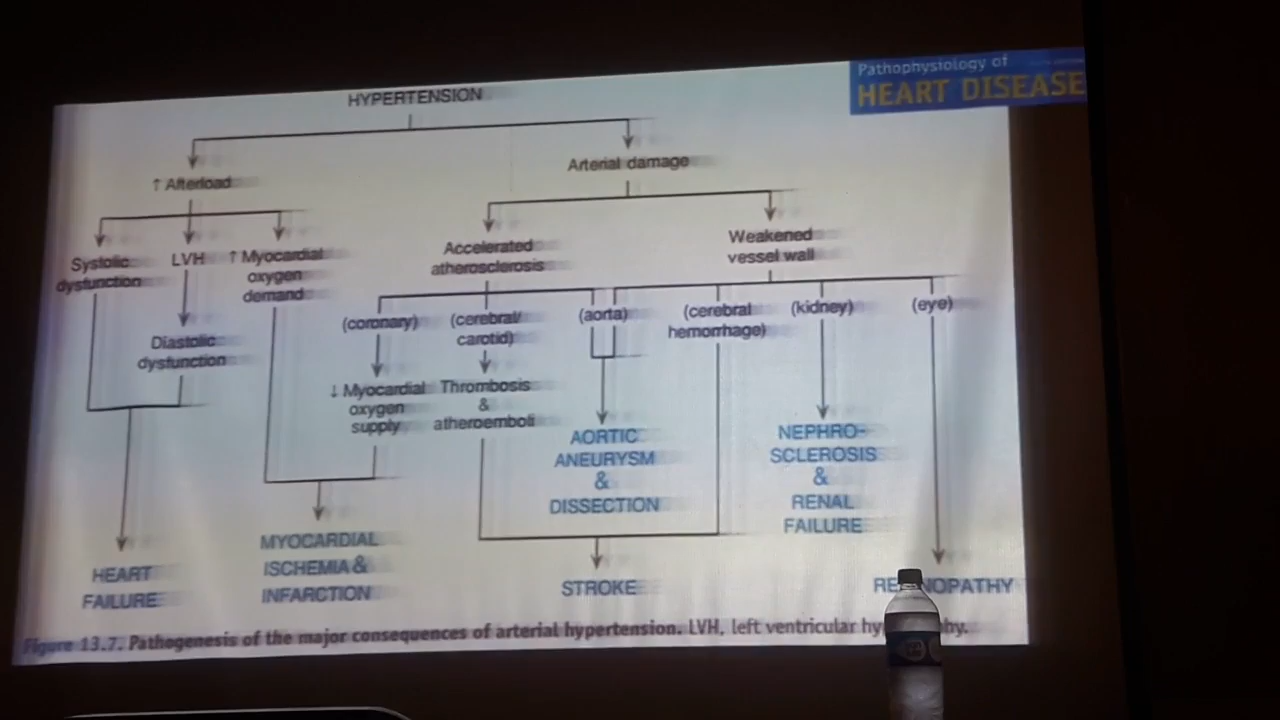 Pathophysiology of
HEART DISEASE
HYPERTENSION
↑ Afterload
Arterial damage
Systolic
dysfunction
LVH
↑ Myocardial
oxygen
demand
Accelerated
atherosclerosis
Weakened
vessel wall
Diastolic
dysfunction
(coronary)
(cerebral/
carotid)
(aorta)
(cerebral
hemorrhage)
(kidney)
(eye)
↓ Myocardial
oxygen
supply
Thrombosis
&
atheroemboli
AORTIC
ANEURYSM
&
DISSECTION
NEPHRO-
SCLEROSIS
&
RENAL
FAILURE
HEART
FAILURE
MYOCARDIAL
ISCHEMIA &
INFARCTION
STROKE
Figure 13.7. Pathogenesis of the major consequences of arterial hypertension. LVH, left ventricular